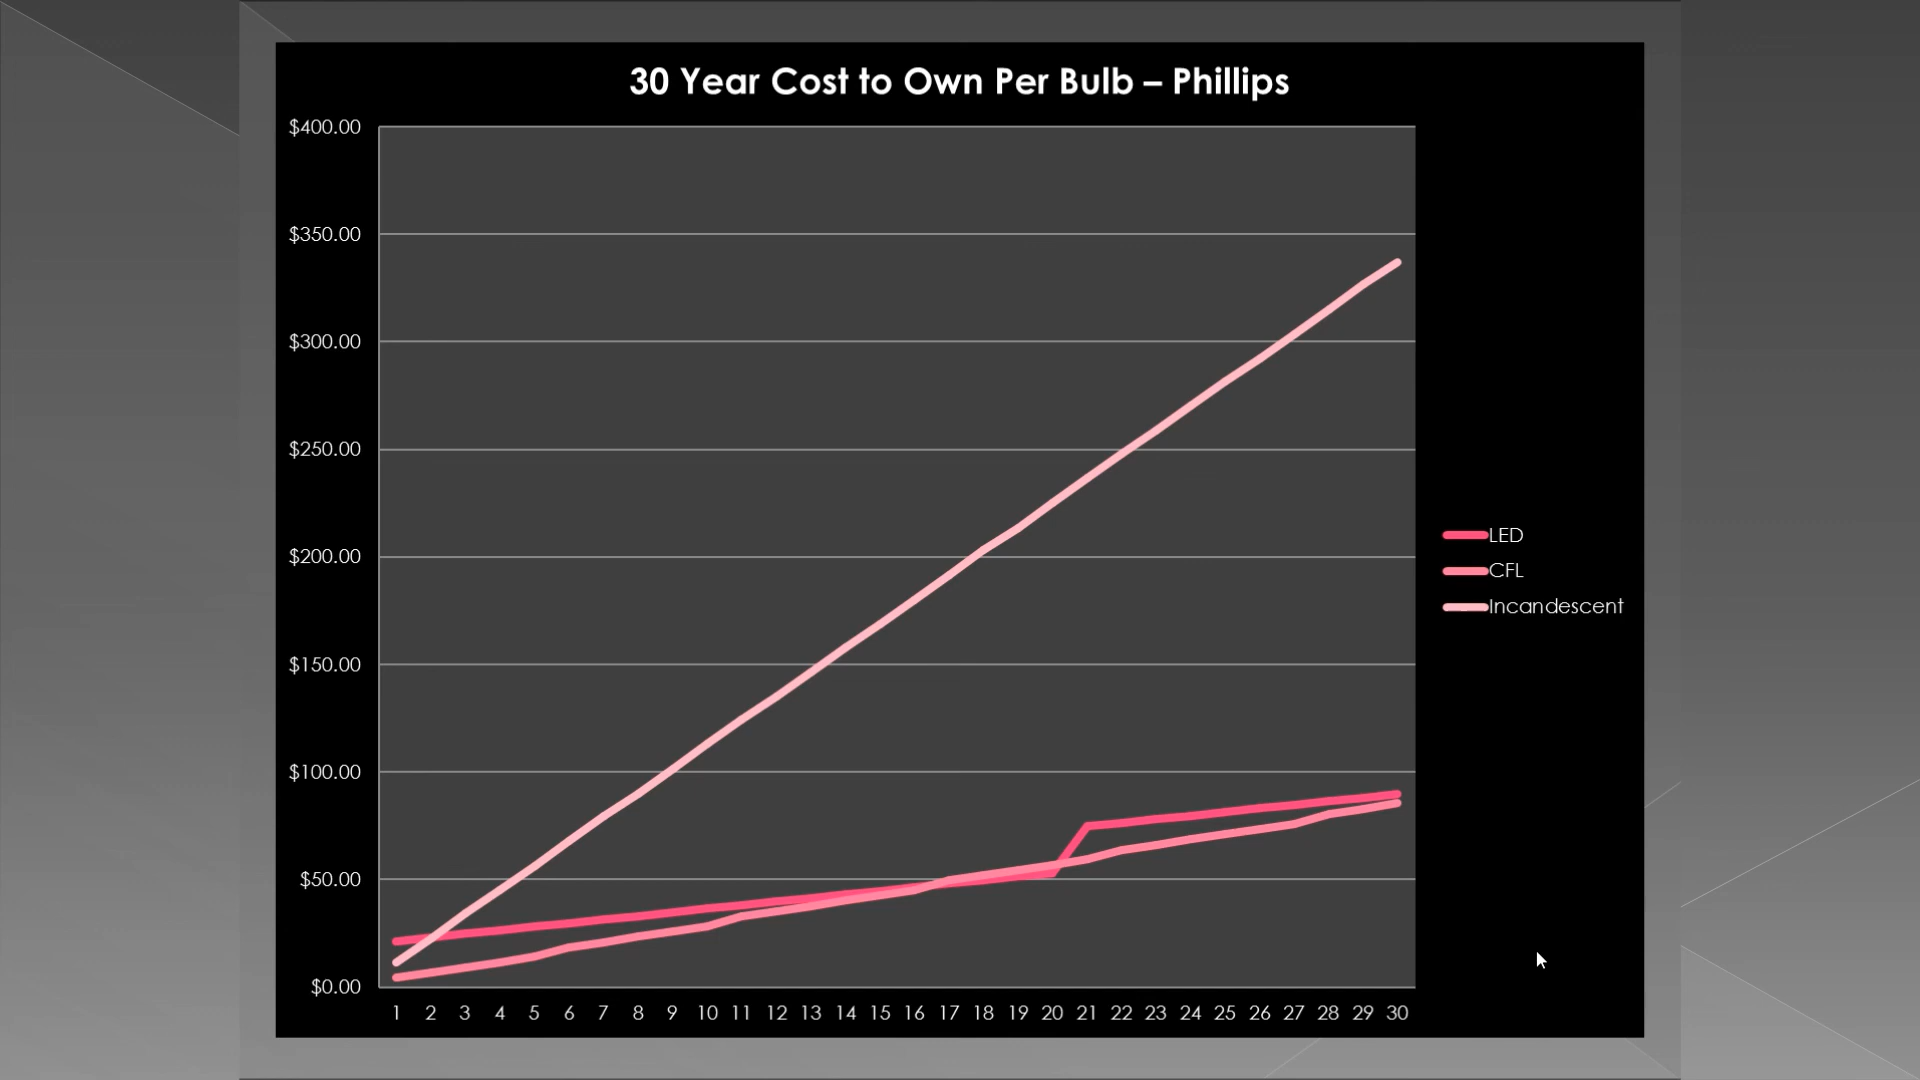 30 Year Cost to Own Per Bulb – Phillips
$400.00
$350.00
$300.00
$250.00
$200.00
$150.00
$100.00
$50.00
$0.00
1 2 3 4 5 6 7 8 9 10 11 12 13 14 15 16 17 18 19 20 21 22 23 24 25 26 27 28 29 30
LED
CFL
Incandescent